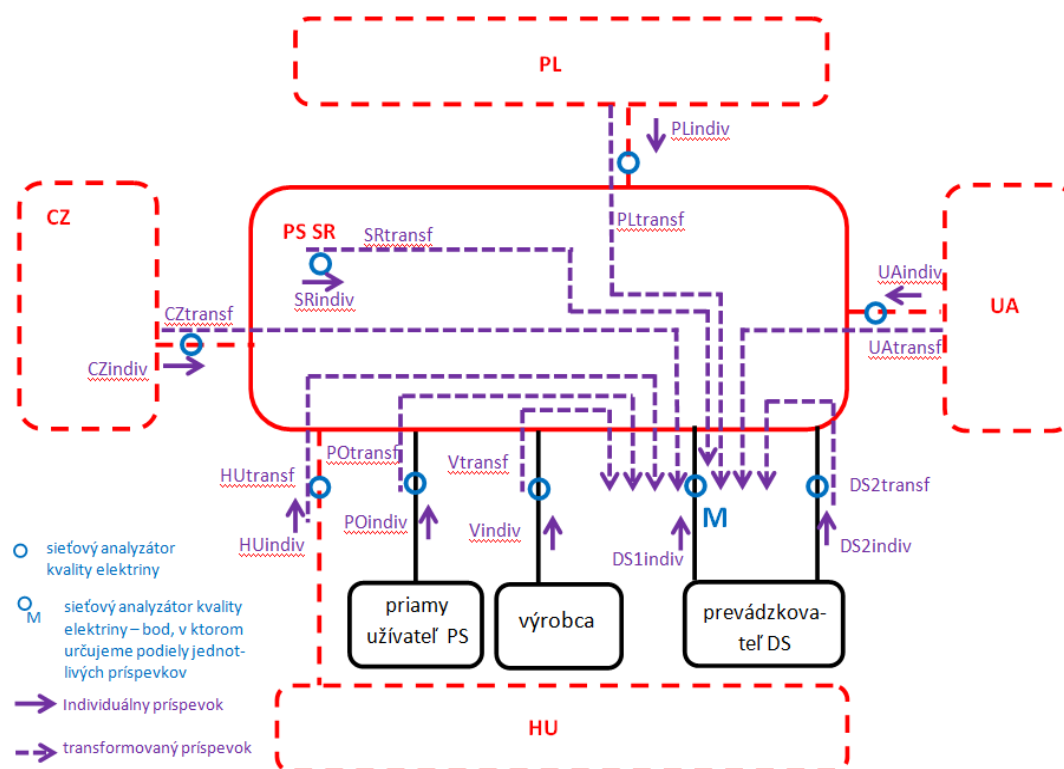 PL
PLindiv
CZ
PS SR
SRtransf
PLtransf
UAindiv
UA
SRindiv
CZtransf
UAtransf
CZindiv
POtransf
Vtransf
HUtransf
DS2transf
M
POindiv
Vindiv
HUindiv
DS1indiv
DS2indiv
sieťový analyzátor
kvality elektriny
M
sieťový analyzátor kvality
elektriny – bod, v ktorom
určujeme podiely jednot-
livých príspevkov
Individuálny príspevok
transformovaný príspevok
priamy
užívateľ PS
výrobca
prevádzkova-
teľ DS
HU